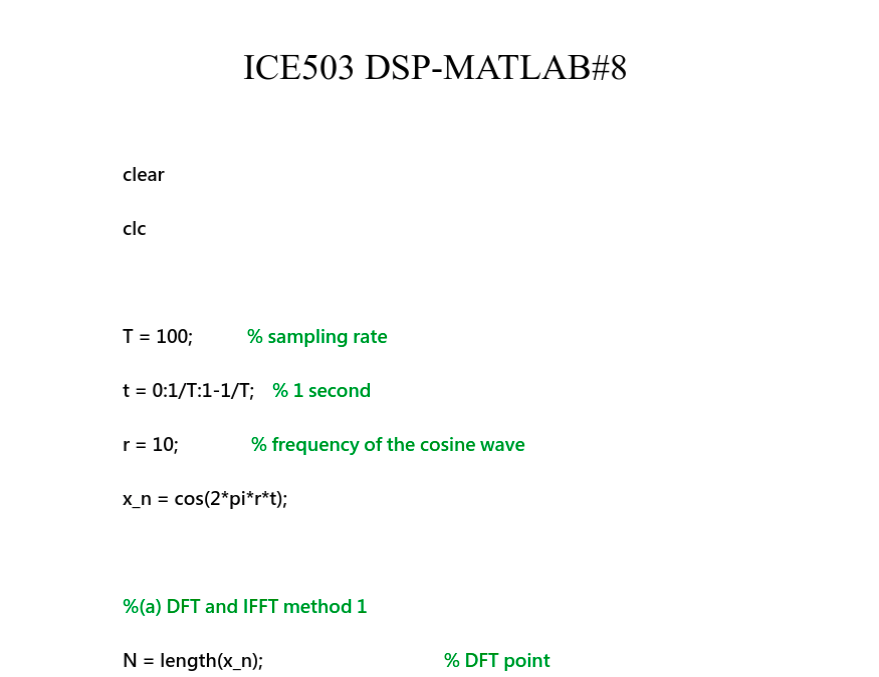 ICE503 DSP-MATLAB#8
clear
clc
T = 100; % sampling rate
t = 0:1/T:1-1/T; % 1 second
r = 10; % frequency of the cosine wave
x_n = cos(2*pi*r*t);
%(a) DFT and IFFT method 1
N = length(x_n); % DFT point